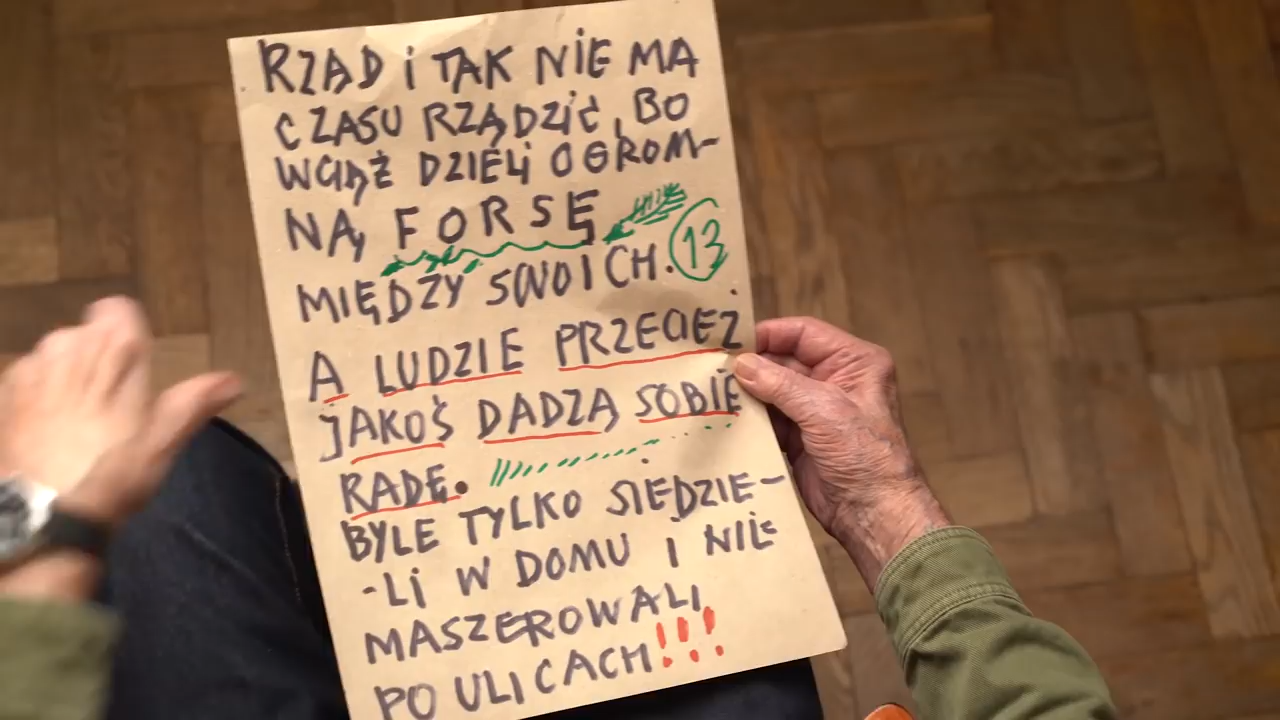 RZĄD i TAK NIE MA
CZASU RZĄDZIĆ, BO
WCIĄŻ DZIELi OGROM-
NĄ FORSĘ
MIĘDZY SWOICH. 13
A LUDZIE PRZECIEŻ
JAKOŚ DADZĄ SOBIE
RADĘ.
BYLE TYLKO SIEDZIE-
-Li W DOMU I NIE
MASZEROWALI
PO ULICACH!!!